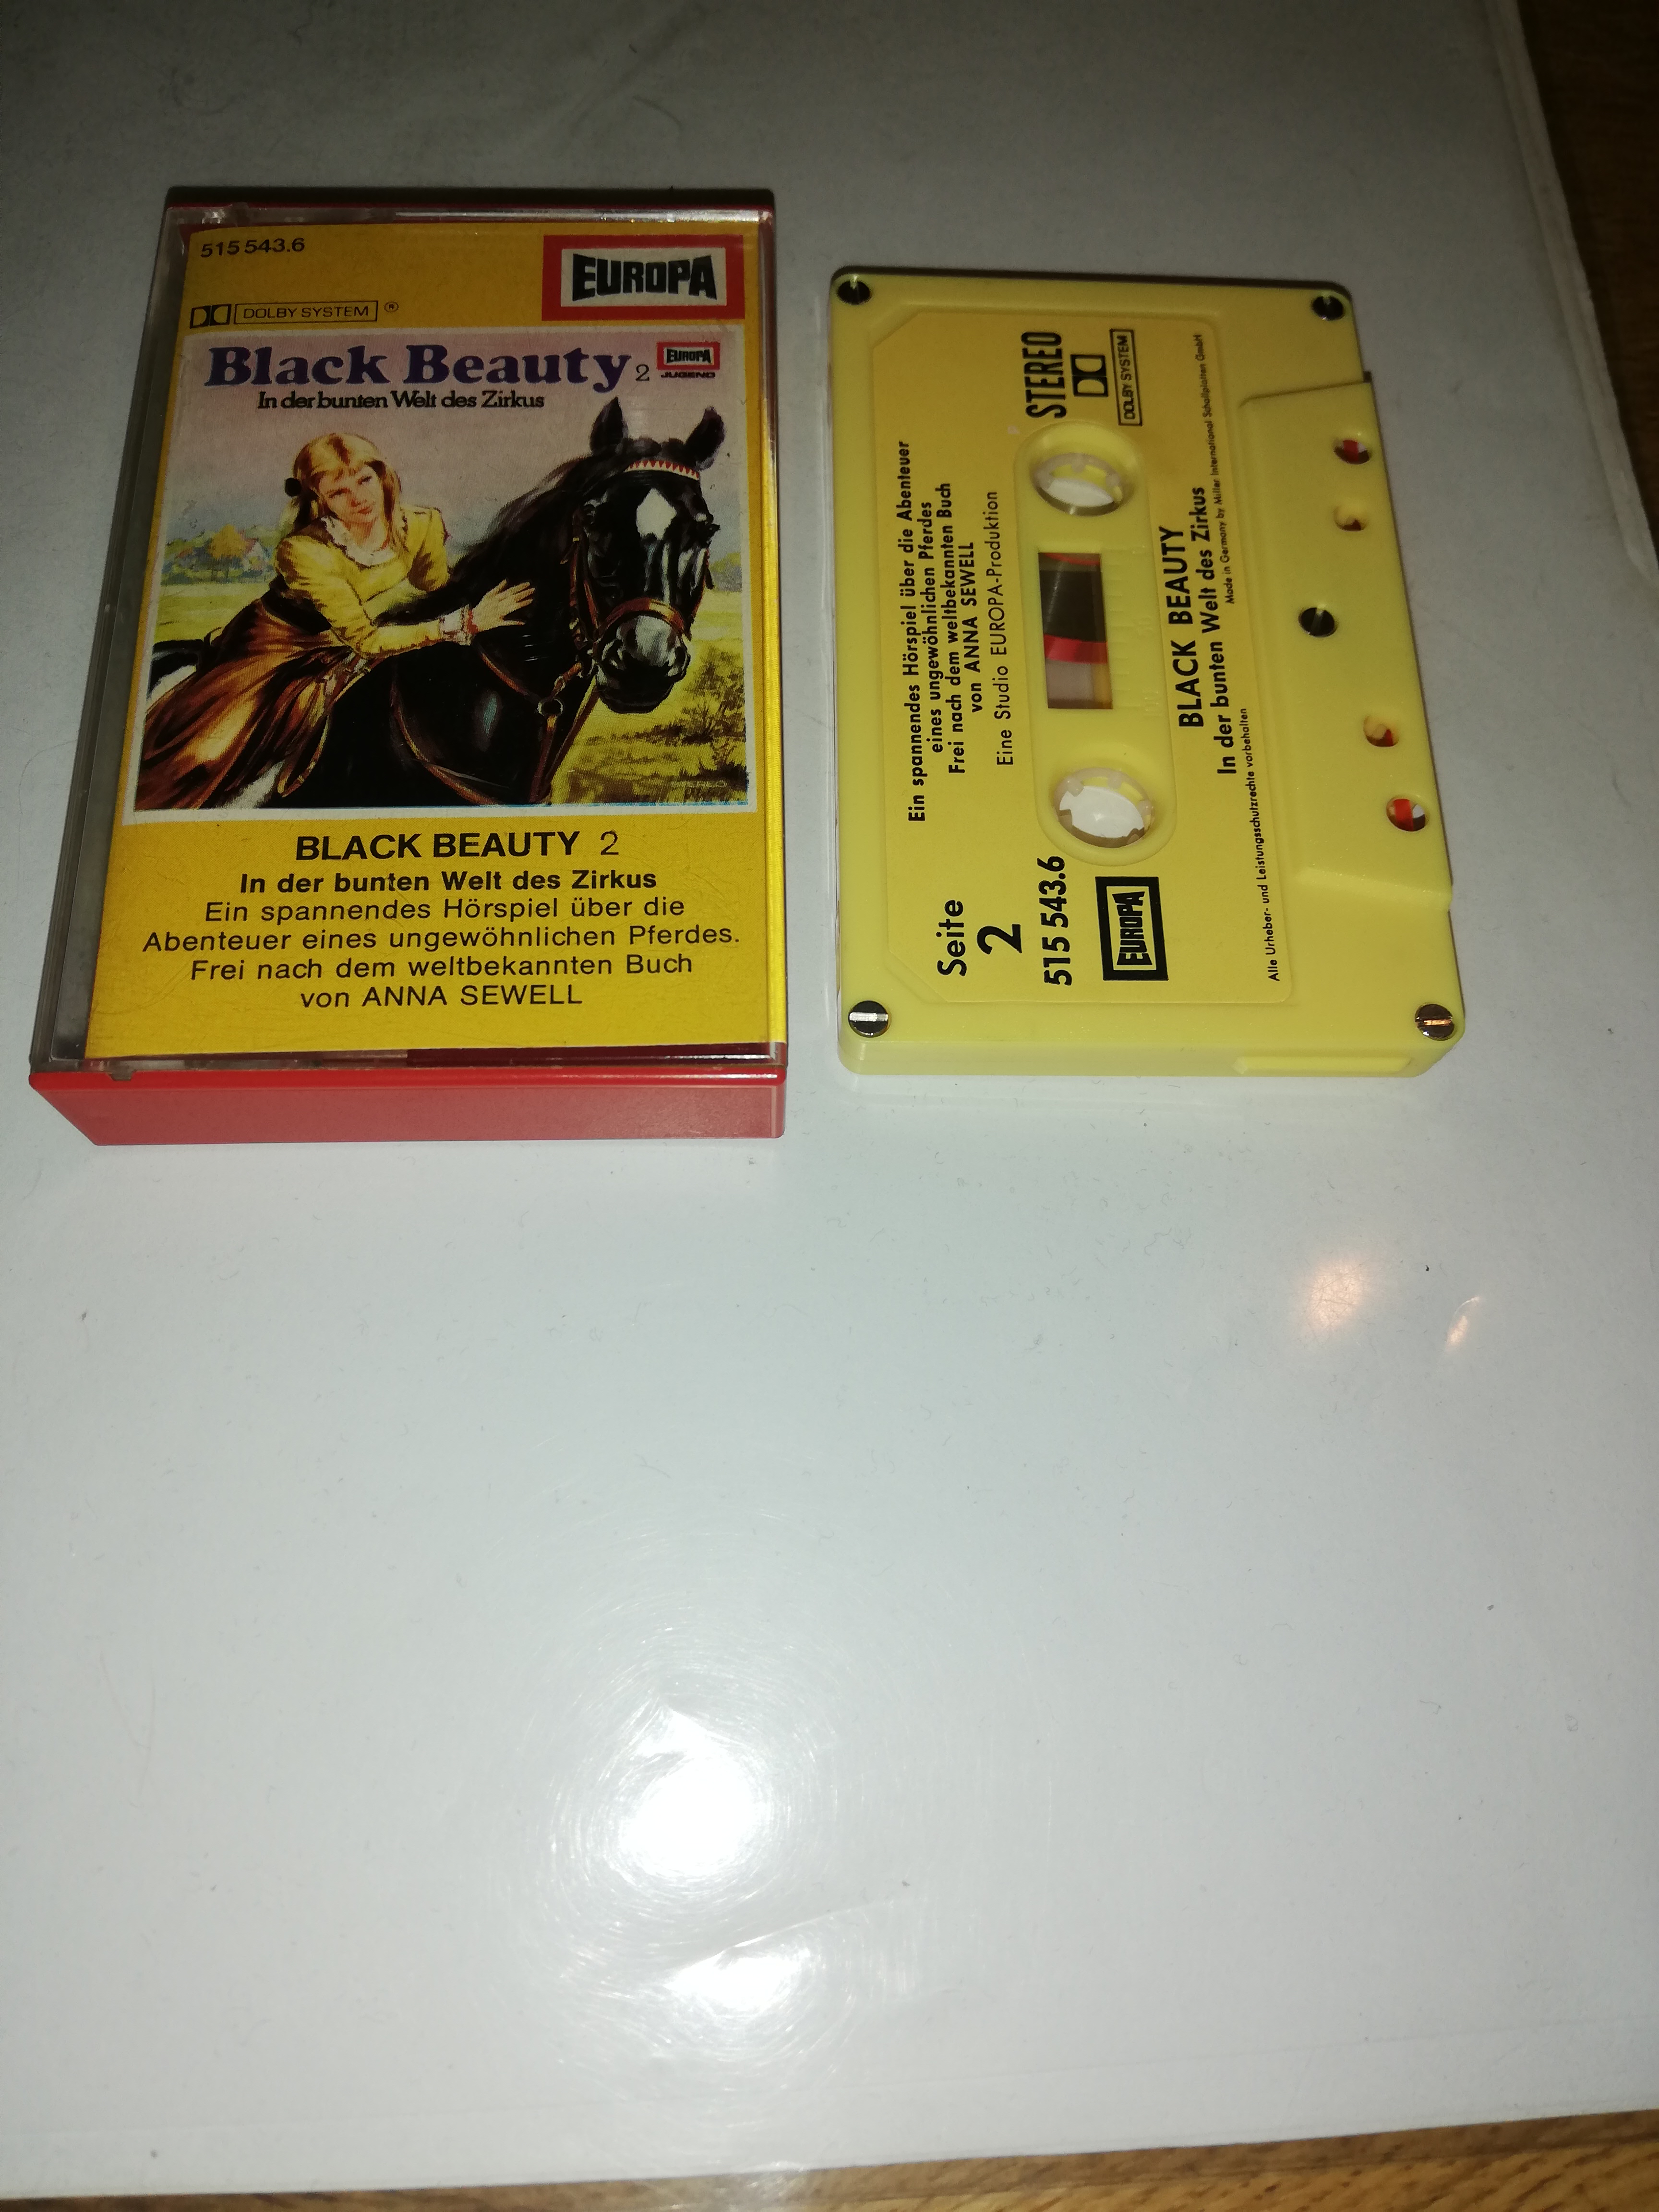 515 543.6
EUROPA
DOLBY SYSTEM ®
Black Beauty 2
EUROPA
JUGEND
In der bunten Welt des Zirkus
STEREO
BLACK BEAUTY 2
In der bunten Welt des Zirkus
Ein spannendes Hörspiel über die
Abenteuer eines ungewöhnlichen Pferdes.
Frei nach dem weltbekannten Buch
von ANNA SEWELL
Ein spannendes Hörspiel über die Abenteuer
eines ungewöhnlichen Pferdes
Frei nach dem weltbekannten Buch
von ANNA SEWELL
Eine Studio EUROPA-Produktion
Seite
2
515 543.6
EUROPA
STEREO
DOLBY SYSTEM
BLACK BEAUTY
In der bunten Welt des Zirkus
Made in Germany by Miller International Schallplatten GmbH
Alle Urheber- und Leistungsschutzrechte vorbehalten